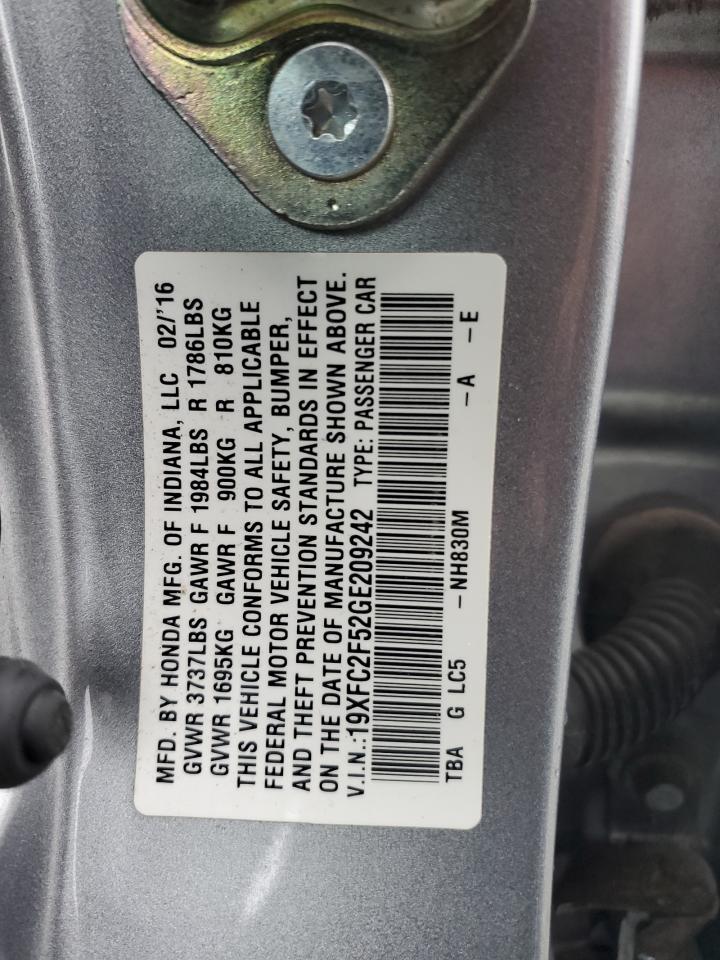 MFD. BY HONDA MFG. OF INDIANA, LLC 02/'16
GVWR 3737LBS GAWR F 1984LBS R 1786LBS
GVWR 1695KG GAWR F 900KG R 810KG
THIS VEHICLE CONFORMS TO ALL APPLICABLE
FEDERAL MOTOR VEHICLE SAFETY, BUMPER,
AND THEFT PREVENTION STANDARDS IN EFFECT
ON THE DATE OF MANUFACTURE SHOWN ABOVE.
V.I.N.:19XFC2F52GE209242 TYPE: PASSENGER CAR
TBA G LC5 -NH830M -A -E